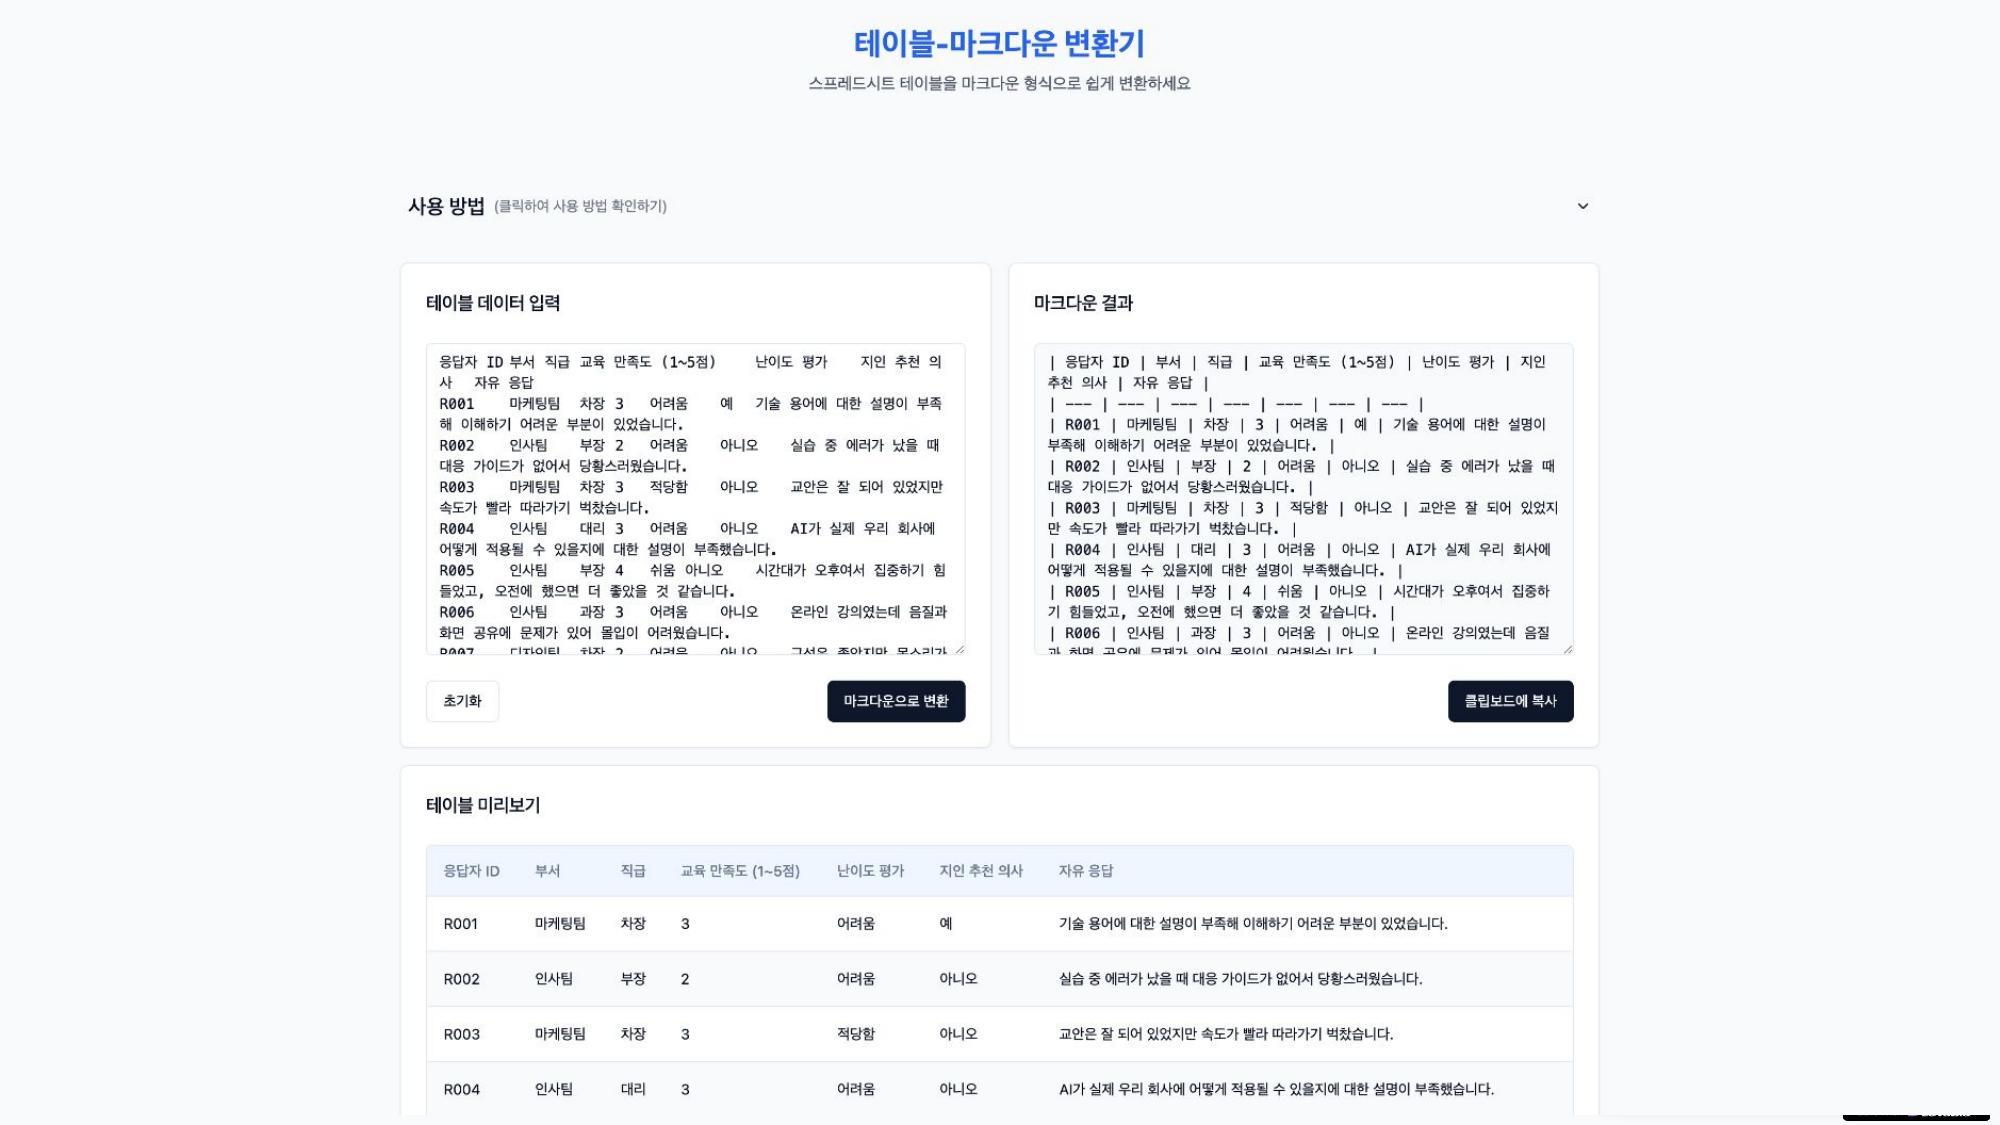 테이블-마크다운 변환기
스프레드시트 테이블을 마크다운 형식으로 쉽게 변환하세요
사용 방법 (클릭하여 사용 방법 확인하기)
테이블 데이터 입력
응답자 ID 부서 직급 교육 만족도 (1~5점) 난이도 평가 지인 추천 의
사 자유 응답
R001 마케팅팀 차장 3 어려움 예 기술 용어에 대한 설명이 부족
해 이해하기 어려운 부분이 있었습니다.
R002 인사팀 부장 2 어려움 아니오 실습 중 에러가 났을 때
대응 가이드가 없어서 당황스러웠습니다.
R003 마케팅팀 차장 3 적당함 아니오 교안은 잘 되어 있었지만
속도가 빨라 따라가기 벅찼습니다.
R004 인사팀 대리 3 어려움 아니오 AI가 실제 우리 회사에
어떻게 적용될 수 있을지에 대한 설명이 부족했습니다.
R005 인사팀 부장 4 쉬움 아니오 시간대가 오후여서 집중하기 힘
들었고, 오전에 했으면 더 좋았을 것 같습니다.
R006 인사팀 과장 3 어려움 아니오 온라인 강의였는데 음질과
화면 공유에 문제가 있어 몰입이 어려웠습니다.
R007 디자인팀 차장 2 어려움 아니오 구성은 좋았지만 목소리가
초기화
마크다운으로 변환
마크다운 결과
| 응답자 ID | 부서 | 직급 | 교육 만족도 (1~5점) | 난이도 평가 | 지인
추천 의사 | 자유 응답 |
| --- | --- | --- | --- | --- | --- | --- |
| R001 | 마케팅팀 | 차장 | 3 | 어려움 | 예 | 기술 용어에 대한 설명이
부족해 이해하기 어려운 부분이 있었습니다. |
| R002 | 인사팀 | 부장 | 2 | 어려움 | 아니오 | 실습 중 에러가 났을 때
대응 가이드가 없어서 당황스러웠습니다. |
| R003 | 마케팅팀 | 차장 | 3 | 적당함 | 아니오 | 교안은 잘 되어 있었지
만 속도가 빨라 따라가기 벅찼습니다. |
| R004 | 인사팀 | 대리 | 3 | 어려움 | 아니오 | AI가 실제 우리 회사에
어떻게 적용될 수 있을지에 대한 설명이 부족했습니다. |
| R005 | 인사팀 | 부장 | 4 | 쉬움 | 아니오 | 시간대가 오후여서 집중하
기 힘들었고, 오전에 했으면 더 좋았을 것 같습니다. |
| R006 | 인사팀 | 과장 | 3 | 어려움 | 아니오 | 온라인 강의였는데 음질
과 화면 공유에 문제가 있어 몰입이 어려웠습니다. |
클립보드에 복사
테이블 미리보기
응답자 ID 부서 직급 교육 만족도 (1~5점) 난이도 평가 지인 추천 의사 자유 응답
R001 마케팅팀 차장 3 어려움 예 기술 용어에 대한 설명이 부족해 이해하기 어려운 부분이 있었습니다.
R002 인사팀 부장 2 어려움 아니오 실습 중 에러가 났을 때 대응 가이드가 없어서 당황스러웠습니다.
R003 마케팅팀 차장 3 적당함 아니오 교안은 잘 되어 있었지만 속도가 빨라 따라가기 벅찼습니다.
R004 인사팀 대리 3 어려움 아니오 AI가 실제 우리 회사에 어떻게 적용될 수 있을지에 대한 설명이 부족했습니다.